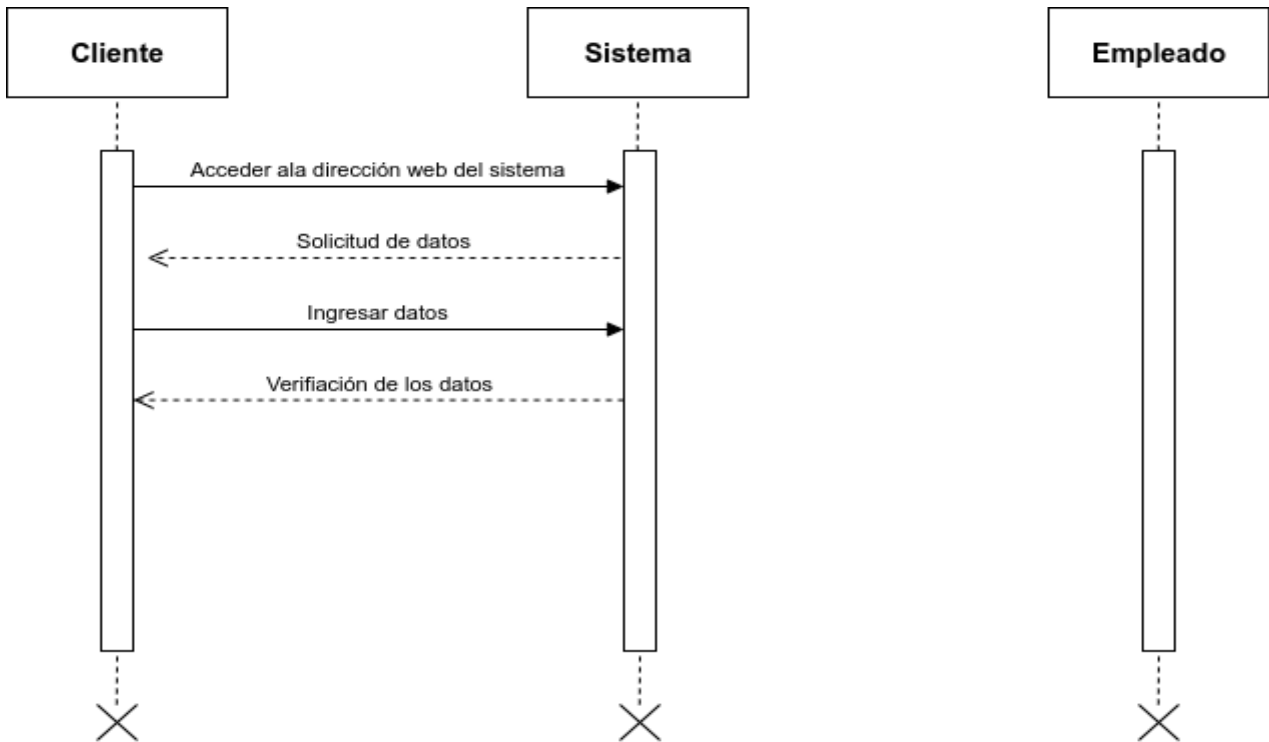 Cliente
Sistema
Empleado
Acceder ala dirección web del sistema
Solicitud de datos
Ingresar datos
Verifiación de los datos